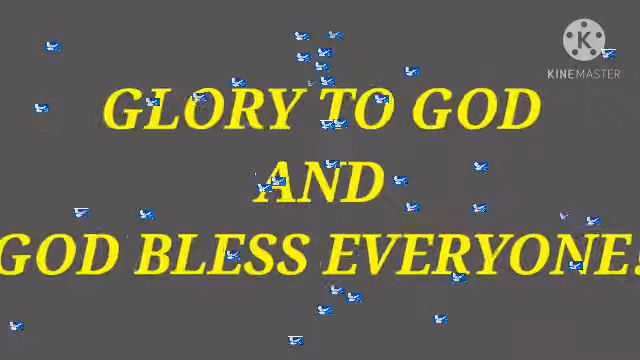 KINEMASTER
GLORY TO GOD
AND
GOD BLESS EVERYONE!